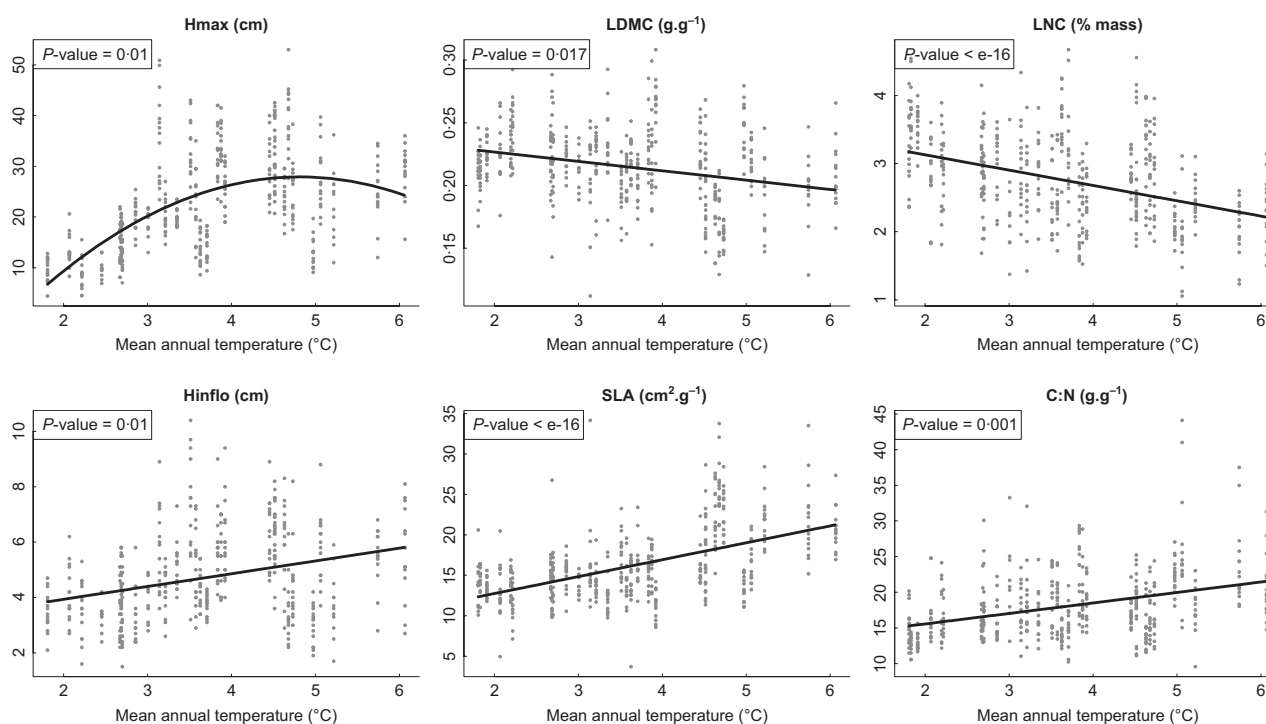 Hmax (cm)
P-value = 0·01
50
40
30
20
10
2 3 4 5 6
Mean annual temperature (°C)
LDMC (g.g⁻¹)
P-value = 0·017
0·30
0·25
0·20
0·15
2 3 4 5 6
Mean annual temperature (°C)
LNC (% mass)
P-value < e-16
4
3
2
1
2 3 4 5 6
Mean annual temperature (°C)
Hinflo (cm)
P-value = 0·01
10
8
6
4
2
2 3 4 5 6
Mean annual temperature (°C)
SLA (cm².g⁻¹)
P-value < e-16
35
30
25
20
15
10
5
2 3 4 5 6
Mean annual temperature (°C)
C:N (g.g⁻¹)
P-value = 0·001
45
40
35
30
25
20
15
10
2 3 4 5 6
Mean annual temperature (°C)